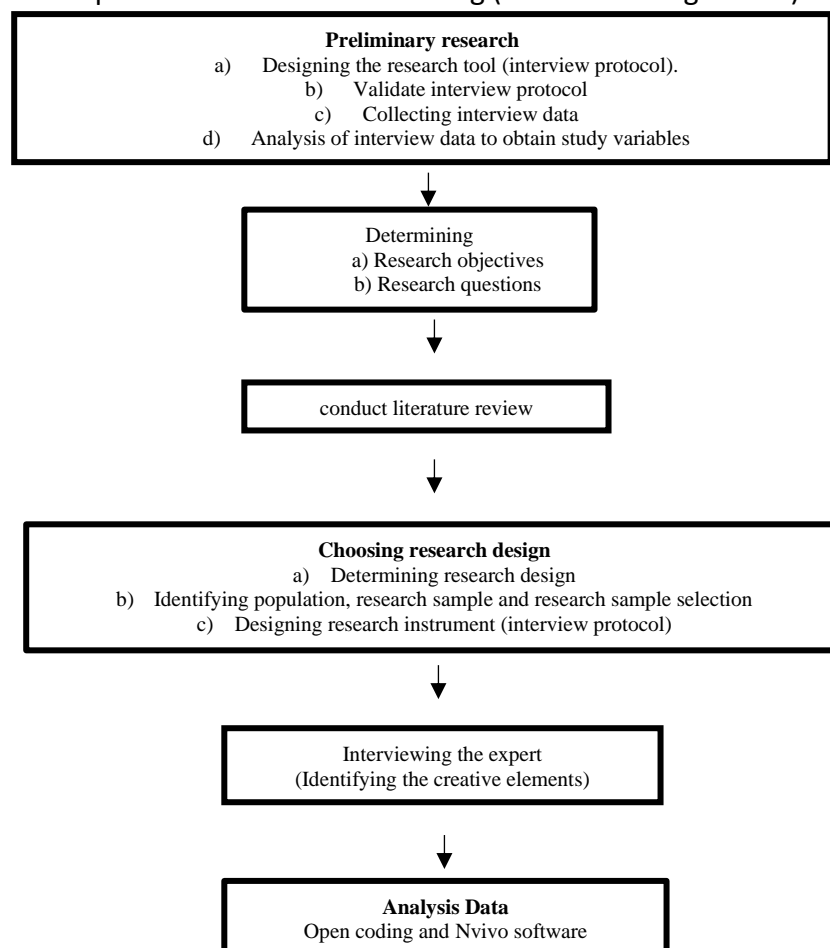 Preliminary research
a) Designing the research tool (interview protocol).
b) Validate interview protocol
c) Collecting interview data
d) Analysis of interview data to obtain study variables
Determining
a) Research objectives
b) Research questions
conduct literature review
Choosing research design
a) Determining research design
b) Identifying population, research sample and research sample selection
c) Designing research instrument (interview protocol)
Interviewing the expert
(Identifying the creative elements)
Analysis Data
Open coding and Nvivo software